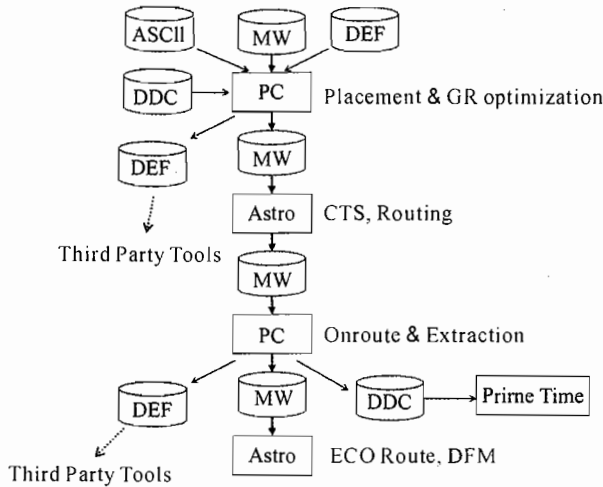 ASCII
MW
DEF
DDC
PC
Placement & GR optimization
DEF
MW
Third Party Tools
Astro
CTS, Routing
MW
PC
Onroute & Extraction
DEF
MW
DDC
Prime Time
Third Party Tools
Astro
ECO Route, DFM